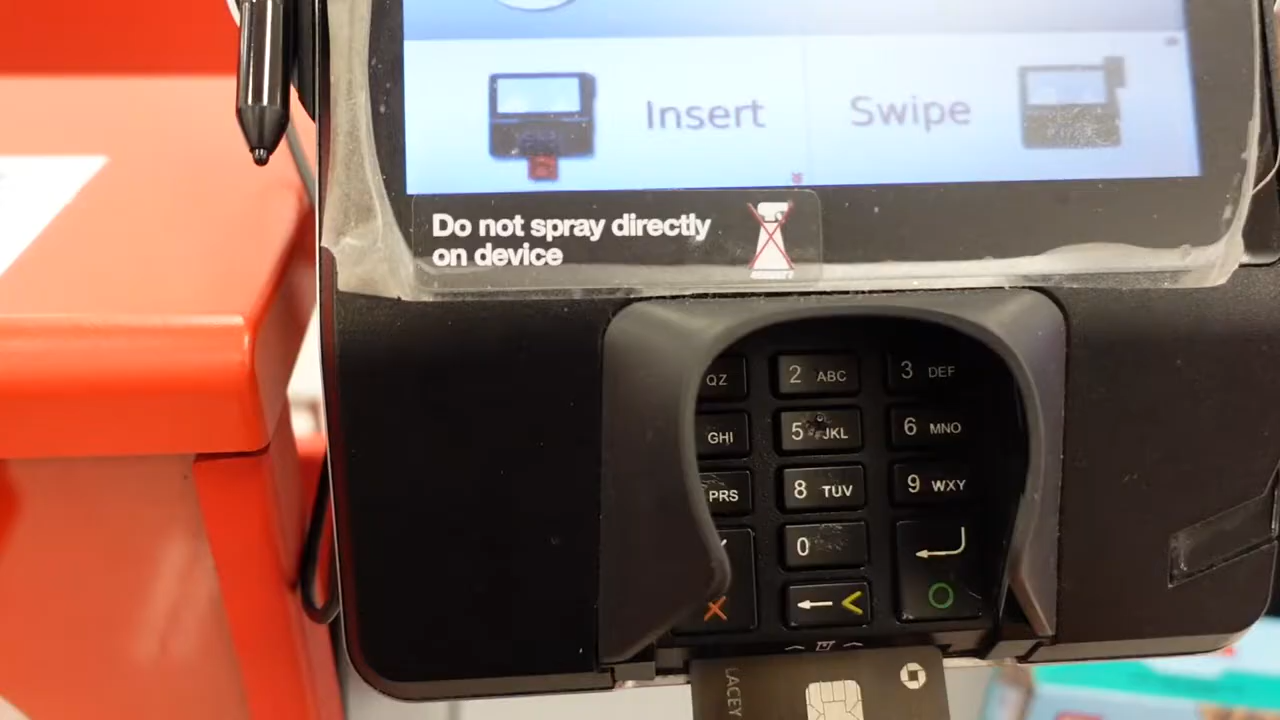 Insert
Swipe
Do not spray directly
on device
QZ
2 ABC
3 DEF
GHI
5 JKL
6 MNO
PRS
8 TUV
9 WXY
0
LACEY